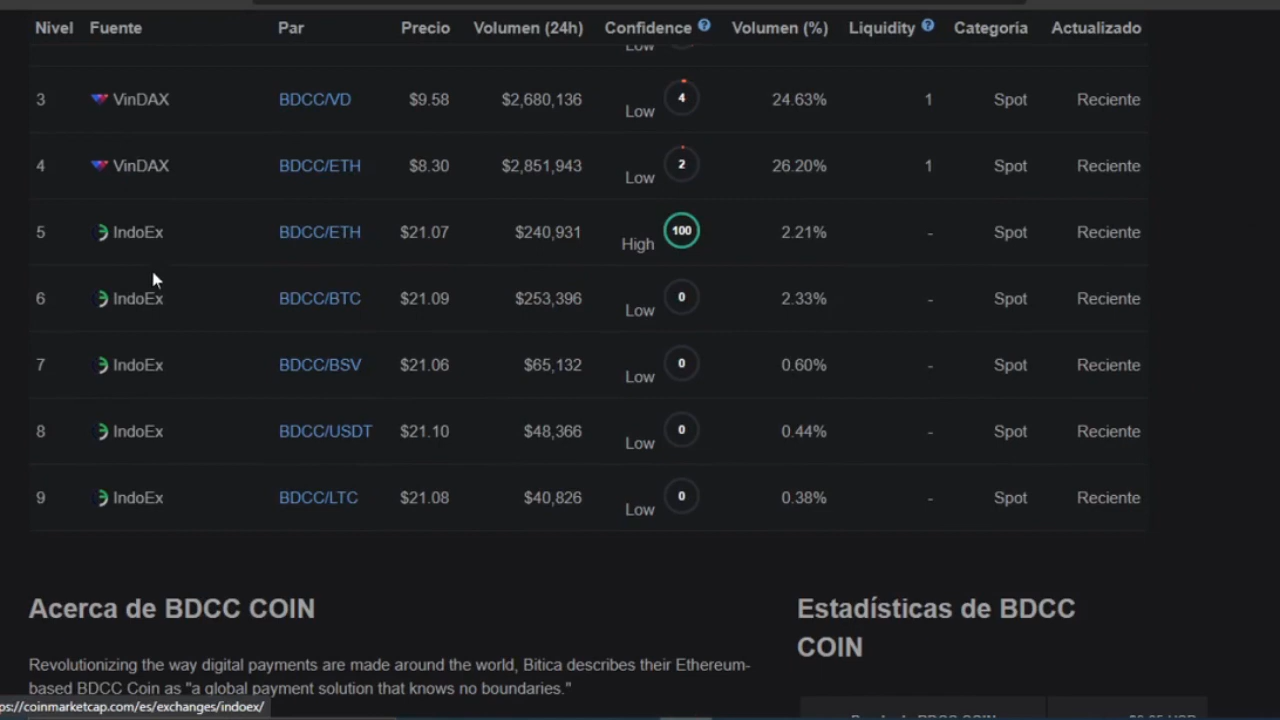 Nivel Fuente Par Precio Volumen (24h) Confidence ? Volumen (%) Liquidity ? Categoría Actualizado
Low
3 VinDAX BDCC/VD $9.58 $2,680,136 Low 4 24.63% 1 Spot Reciente
4 VinDAX BDCC/ETH $8.30 $2,851,943 Low 2 26.20% 1 Spot Reciente
5 IndoEx BDCC/ETH $21.07 $240,931 High 100 2.21% - Spot Reciente
6 IndoEx BDCC/BTC $21.09 $253,396 Low 0 2.33% - Spot Reciente
7 IndoEx BDCC/BSV $21.06 $65,132 Low 0 0.60% - Spot Reciente
8 IndoEx BDCC/USDT $21.10 $48,366 Low 0 0.44% - Spot Reciente
9 IndoEx BDCC/LTC $21.08 $40,826 Low 0 0.38% - Spot Reciente
Acerca de BDCC COIN
Revolutionizing the way digital payments are made around the world, Bitica describes their Ethereum-
based BDCC Coin as "a global payment solution that knows no boundaries."
Estadísticas de BDCC
COIN
ps://coinmarketcap.com/es/exchanges/indoex/